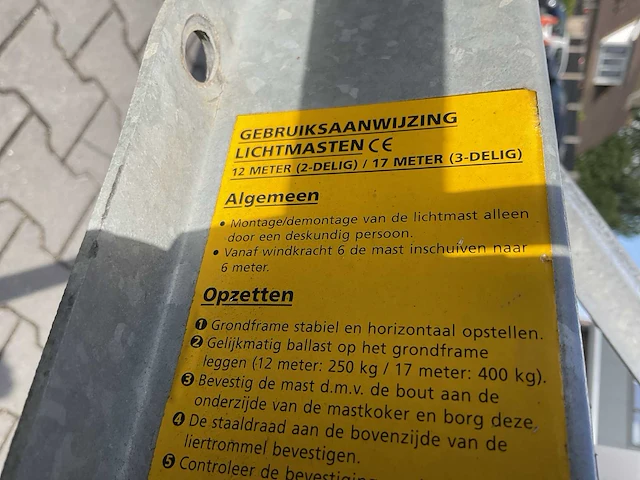 GEBRUIKSAANWIJZING
LICHTMASTEN CE
12 METER (2-DELIG) / 17 METER (3-DELIG)
Algemeen
• Montage/demontage van de lichtmast alleen
door een deskundig persoon.
• Vanaf windkracht 6 de mast inschuiven naar
6 meter.
Opzetten
❶ Grondframe stabiel en horizontaal opstellen.
❷ Gelijkmatig ballast op het grondframe
leggen (12 meter: 250 kg / 17 meter: 400 kg).
❸ Bevestig de mast d.m.v. de bout aan de
onderzijde van de mastkoker en borg deze.
❹ De staaldraad aan de bovenzijde van de
liertrommel bevestigen.
❺ Controleer de